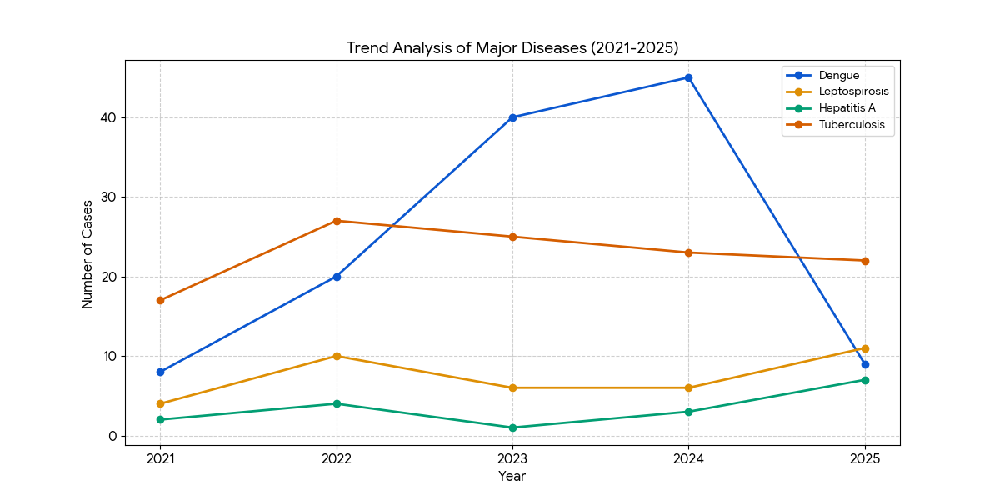 Trend Analysis of Major Diseases (2021-2025)
Dengue
Leptospirosis
Hepatitis A
Tuberculosis
Number of Cases
40
30
20
10
0
2021
2022
2023
2024
2025
Year